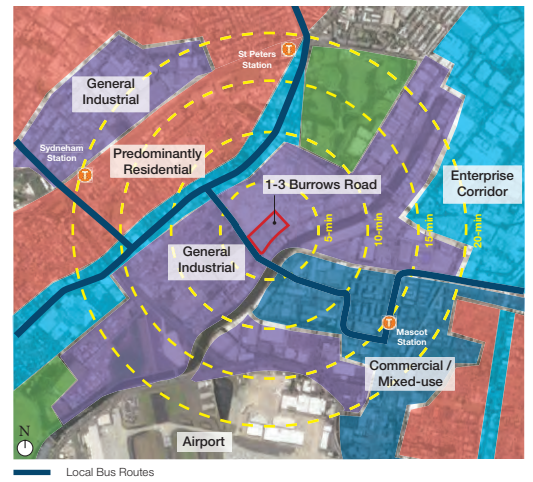 St Peters
Station
T
General
Industrial
Sydneham
Station
T
Predominantly
Residential
1-3 Burrows Road
Enterprise
Corridor
5-min
10-min
15-min
20-min
General
Industrial
T
Mascot
Station
Commercial /
Mixed-use
N
Airport
Local Bus Routes